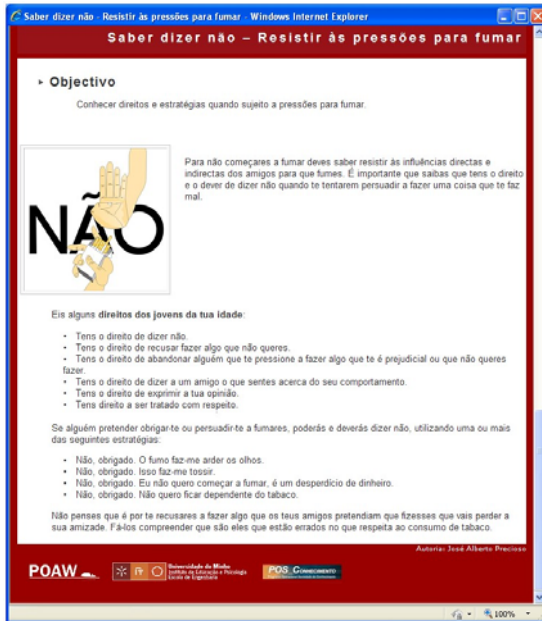 Saber dizer não - Resistir às pressões para fumar - Windows Internet Explorer
Saber dizer não – Resistir às pressões para fumar
Objectivo
Conhecer direitos e estratégias quando sujeito a pressões para fumar.
Para não começares a fumar deves saber resistir às influências directas e
indirectas dos amigos para que fumes. É importante que saibas que tens o direito
e o dever de dizer não quando te tentarem persuadir a fazer uma coisa que te faz
mal.
NÃO
Eis alguns direitos dos jovens da tua idade:
• Tens o direito de dizer não.
• Tens o direito de recusar fazer algo que não queres.
• Tens o direito de abandonar alguém que te pressione a fazer algo que te é prejudicial ou que não queres
fazer.
• Tens o direito de dizer a um amigo o que sentes acerca do seu comportamento.
• Tens o direito de exprimir a tua opinião.
• Tens direito a ser tratado com respeito.
Se alguém pretender obrigar-te ou persuadir-te a fumares, poderás e deverás dizer não, utilizando uma ou mais
das seguintes estratégias:
• Não, obrigado. O fumo faz-me arder os olhos.
• Não, obrigado. Isso faz-me tossir.
• Não, obrigado. Eu não quero começar a fumar, é um desperdício de dinheiro.
• Não, obrigado. Não quero ficar dependente do tabaco.
Não penses que é por te recusares a fazer algo que os teus amigos pretendiam que fizesses que vais perder a
sua amizade. Fá-los compreender que são eles que estão errados no que respeita ao consumo de tabaco.
Autoria: José Alberto Precioso
POAW
Universidade do Minho
Instituto de Educação e Psicologia
Escola de Engenharia
POS_Conhecimento
100%